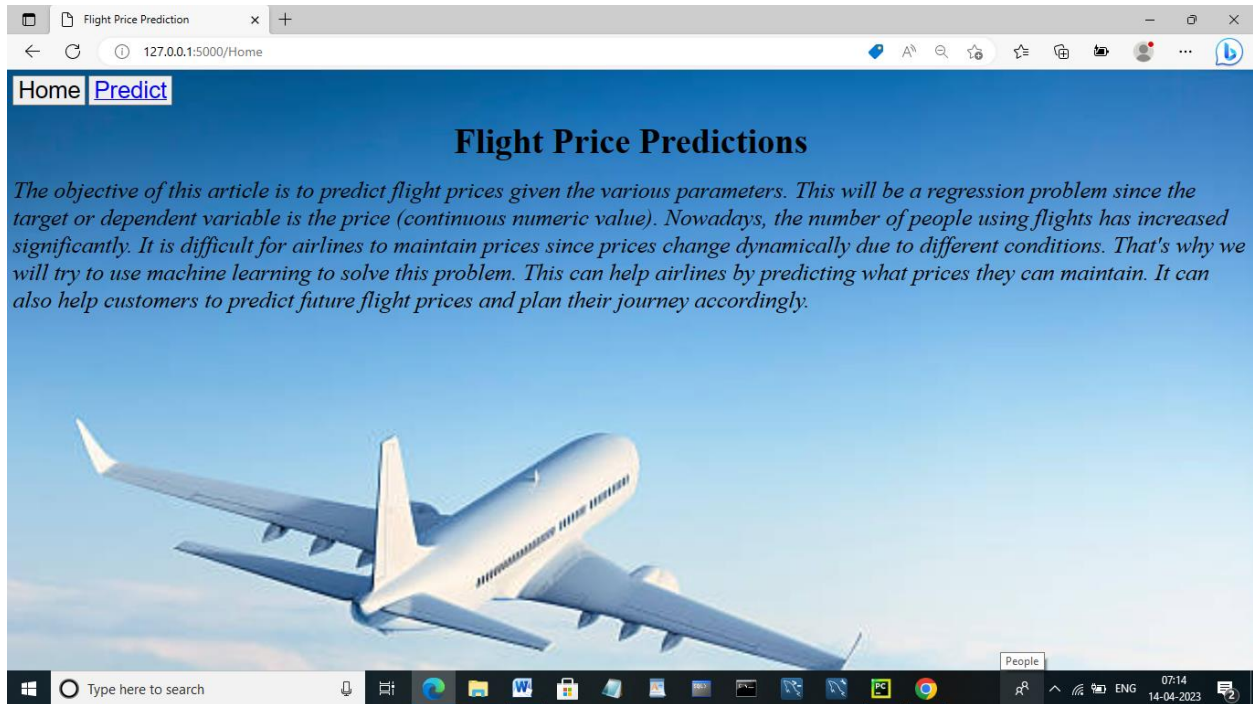 Flight Price Prediction
127.0.0.1:5000/Home
Home Predict
Flight Price Predictions
The objective of this article is to predict flight prices given the various parameters. This will be a regression problem since the
target or dependent variable is the price (continuous numeric value). Nowadays, the number of people using flights has increased
significantly. It is difficult for airlines to maintain prices since prices change dynamically due to different conditions. That's why we
will try to use machine learning to solve this problem. This can help airlines by predicting what prices they can maintain. It can
also help customers to predict future flight prices and plan their journey accordingly.
People
Type here to search
ENG
07:14
14-04-2023